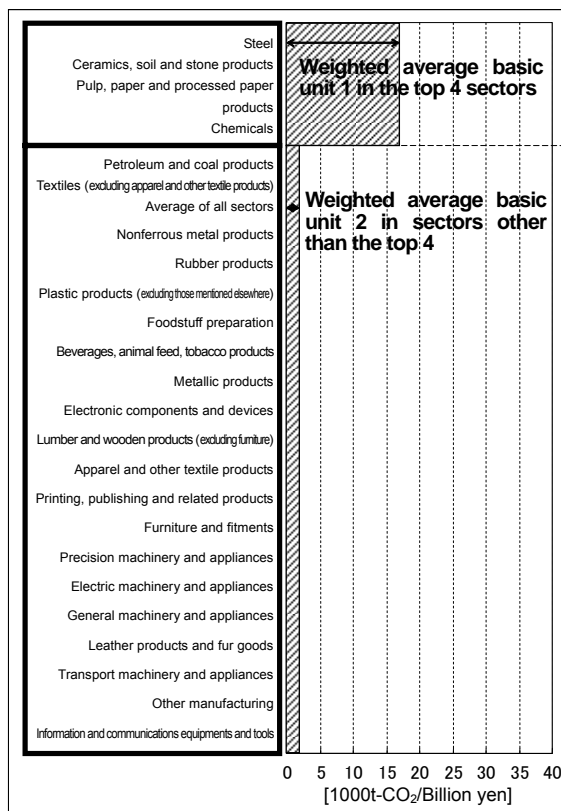 Steel
Ceramics, soil and stone products
Pulp, paper and processed paper
products
Chemicals
Weighted average basic
unit 1 in the top 4 sectors
Petroleum and coal products
Textiles (excluding apparel and other textile products)
Average of all sectors
Nonferrous metal products
Rubber products
Plastic products (excluding those mentioned elsewhere)
Foodstuff preparation
Beverages, animal feed, tobacco products
Metallic products
Electronic components and devices
Lumber and wooden products (excluding furniture)
Apparel and other textile products
Printing, publishing and related products
Furniture and fitments
Precision machinery and appliances
Electric machinery and appliances
General machinery and appliances
Leather products and fur goods
Transport machinery and appliances
Other manufacturing
Information and communications equipments and tools
Weighted average basic
unit 2 in sectors other
than the top 4
0 5 10 15 20 25 30 35 40
[1000t-CO₂/Billion yen]